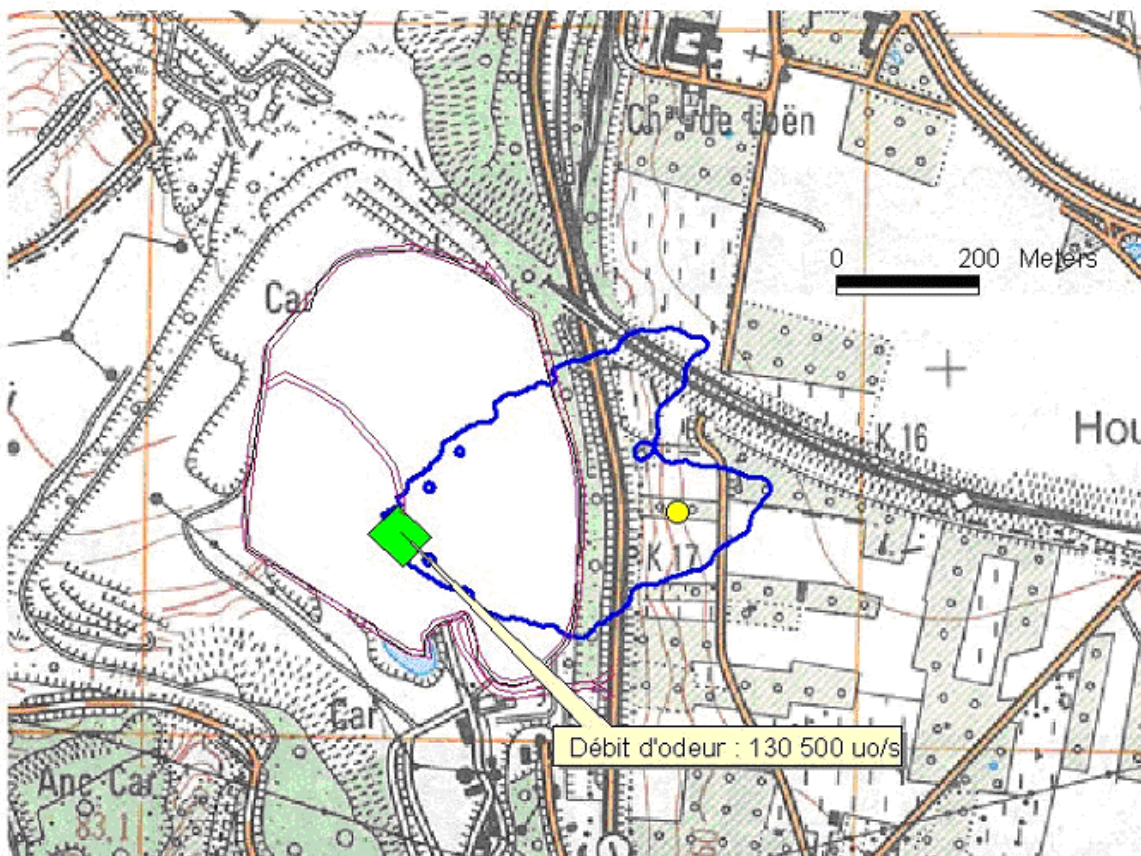 Ch de Loën
0 200 Meters
Car
K 16
Hou
K 17
Car
Débit d'odeur : 130 500 uo/s
Anc Car
83.1